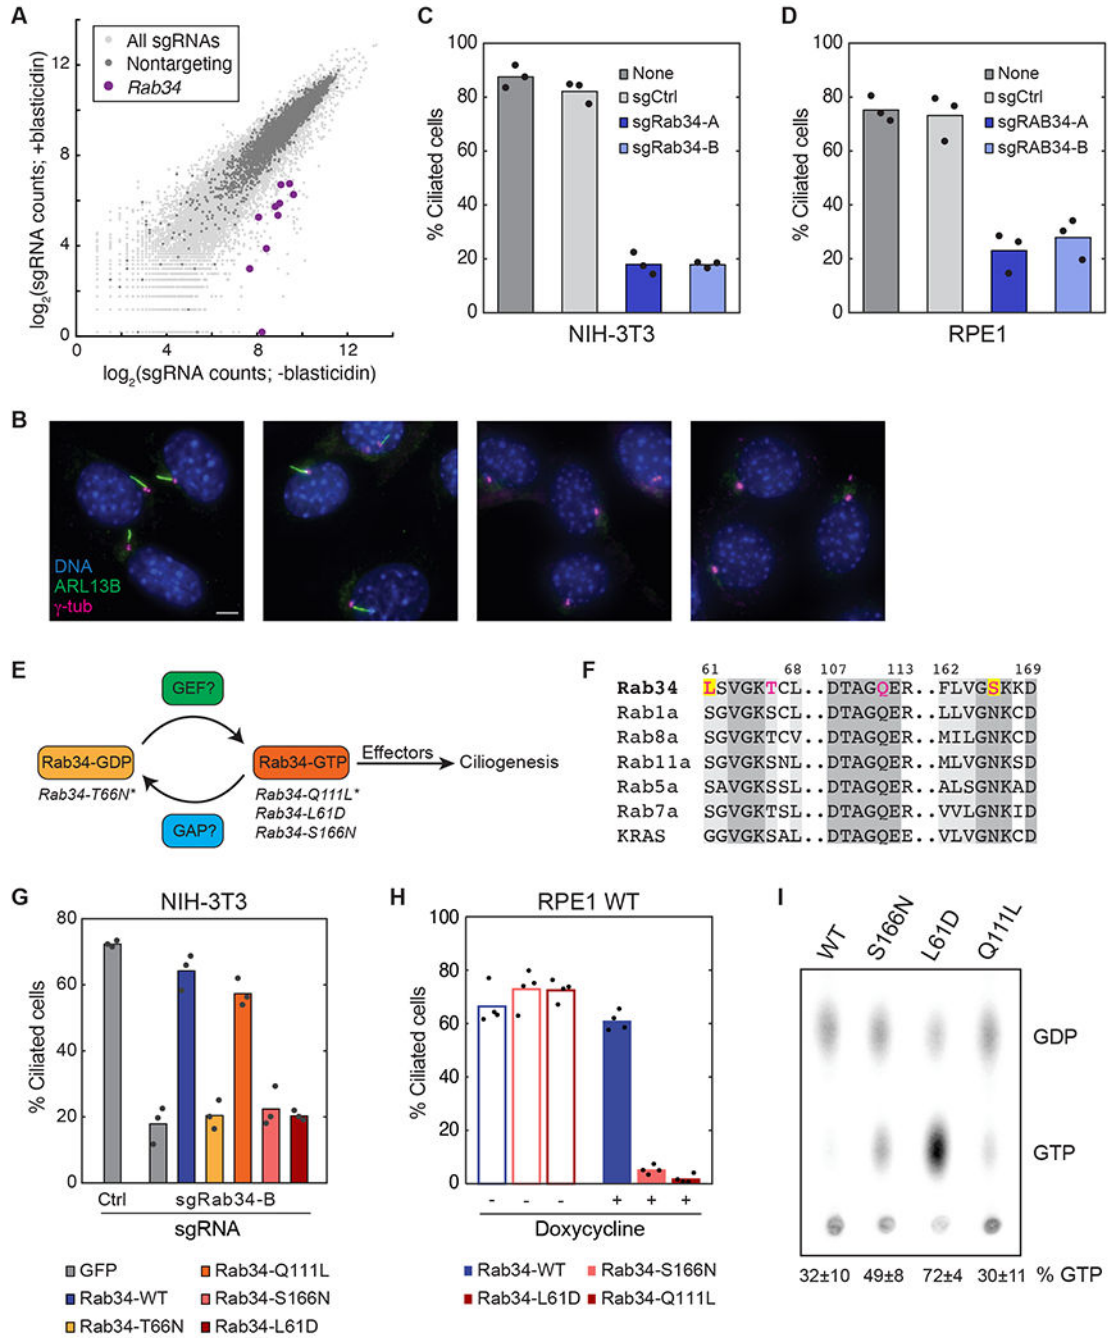 A
All sgRNAs
Nontargeting
Rab34
log2(sgRNA counts; +blasticidin)
12
8
4
0
0
4
8
12
log2(sgRNA counts; -blasticidin)
C
% Ciliated cells
100
80
60
40
20
0
None
sgCtrl
sgRab34-A
sgRab34-B
NIH-3T3
D
% Ciliated cells
100
80
60
40
20
0
None
sgCtrl
sgRAB34-A
sgRAB34-B
RPE1
B
DNA
ARL13B
γ-tub
E
GEF?
Rab34-GDP
Rab34-T66N*
Rab34-GTP
Rab34-Q111L*
Rab34-L61D
Rab34-S166N
GAP?
Effectors
Ciliogenesis
F
61 68 107 113 162 169
Rab34 LSVGKTCL..DTAGQER..FLVGSKKD
Rab1a SGVGKSCL..DTAGQER..LLVGNKCD
Rab8a SGVGKTCV..DTAGQER..MILGNKCD
Rab11a SGVGKSNL..DTAGQER..MLVGNKSD
Rab5a SAVGKSSL..DTAGQER..ALSGNKAD
Rab7a SGVGKTSL..DTAGQER..VVLGNKID
KRAS GGVGKSAL..DTAGQEE..VVLGNKCD
G
NIH-3T3
% Ciliated cells
80
60
40
20
0
Ctrl
sgRab34-B
sgRNA
GFP
Rab34-WT
Rab34-T66N
Rab34-Q111L
Rab34-S166N
Rab34-L61D
H
RPE1 WT
% Ciliated cells
100
80
60
40
20
0
- - - + + +
Doxycycline
Rab34-WT
Rab34-L61D
Rab34-S166N
Rab34-Q111L
I
WT
S166N
L61D
Q111L
GDP
GTP
32±10 49±8 72±4 30±11 % GTP